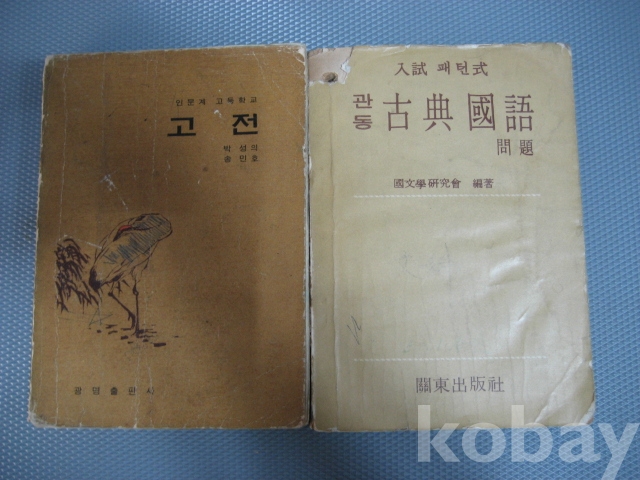 인문계 고등학교
고전
박 성 의
송 민 호
광명출판사
入試 패턴式
관동 古典國語
問題
國文學硏究會 編著
關東出版社
kobay